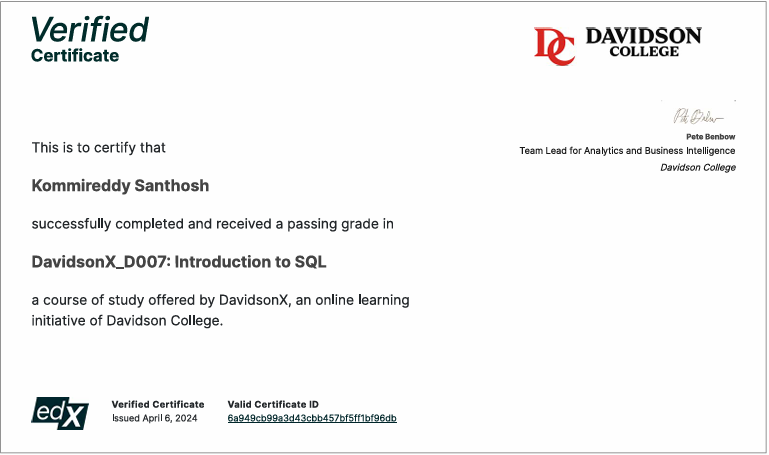 Verified
Certificate
DC DAVIDSON
COLLEGE
Pete Benbow
Team Lead for Analytics and Business Intelligence
Davidson College
This is to certify that
Kommireddy Santhosh
successfully completed and received a passing grade in
DavidsonX_D007: Introduction to SQL
a course of study offered by DavidsonX, an online learning
initiative of Davidson College.
edX
Verified Certificate
Issued April 6, 2024
Valid Certificate ID
6a949cb99a3d43cbb457bf5ff1bf96db